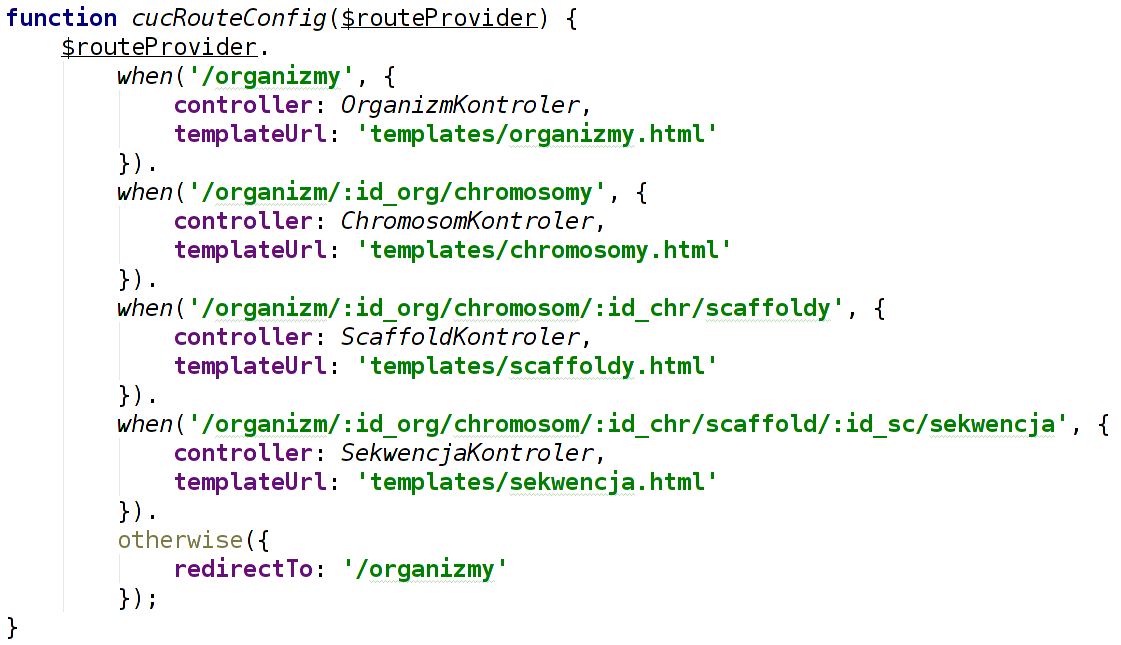 function cucRouteConfig($routeProvider) {
    $routeProvider.
        when('/organizmy', {
            controller: OrganizmKontroler,
            templateUrl: 'templates/organizmy.html'
        }).
        when('/organizm/:id_org/chromosomy', {
            controller: ChromosomKontroler,
            templateUrl: 'templates/chromosomy.html'
        }).
        when('/organizm/:id_org/chromosom/:id_chr/scaffoldy', {
            controller: ScaffoldKontroler,
            templateUrl: 'templates/scaffoldy.html'
        }).
        when('/organizm/:id_org/chromosom/:id_chr/scaffold/:id_sc/sekwencja', {
            controller: SekwencjaKontroler,
            templateUrl: 'templates/sekwencja.html'
        }).
        otherwise({
            redirectTo: '/organizmy'
        });
}